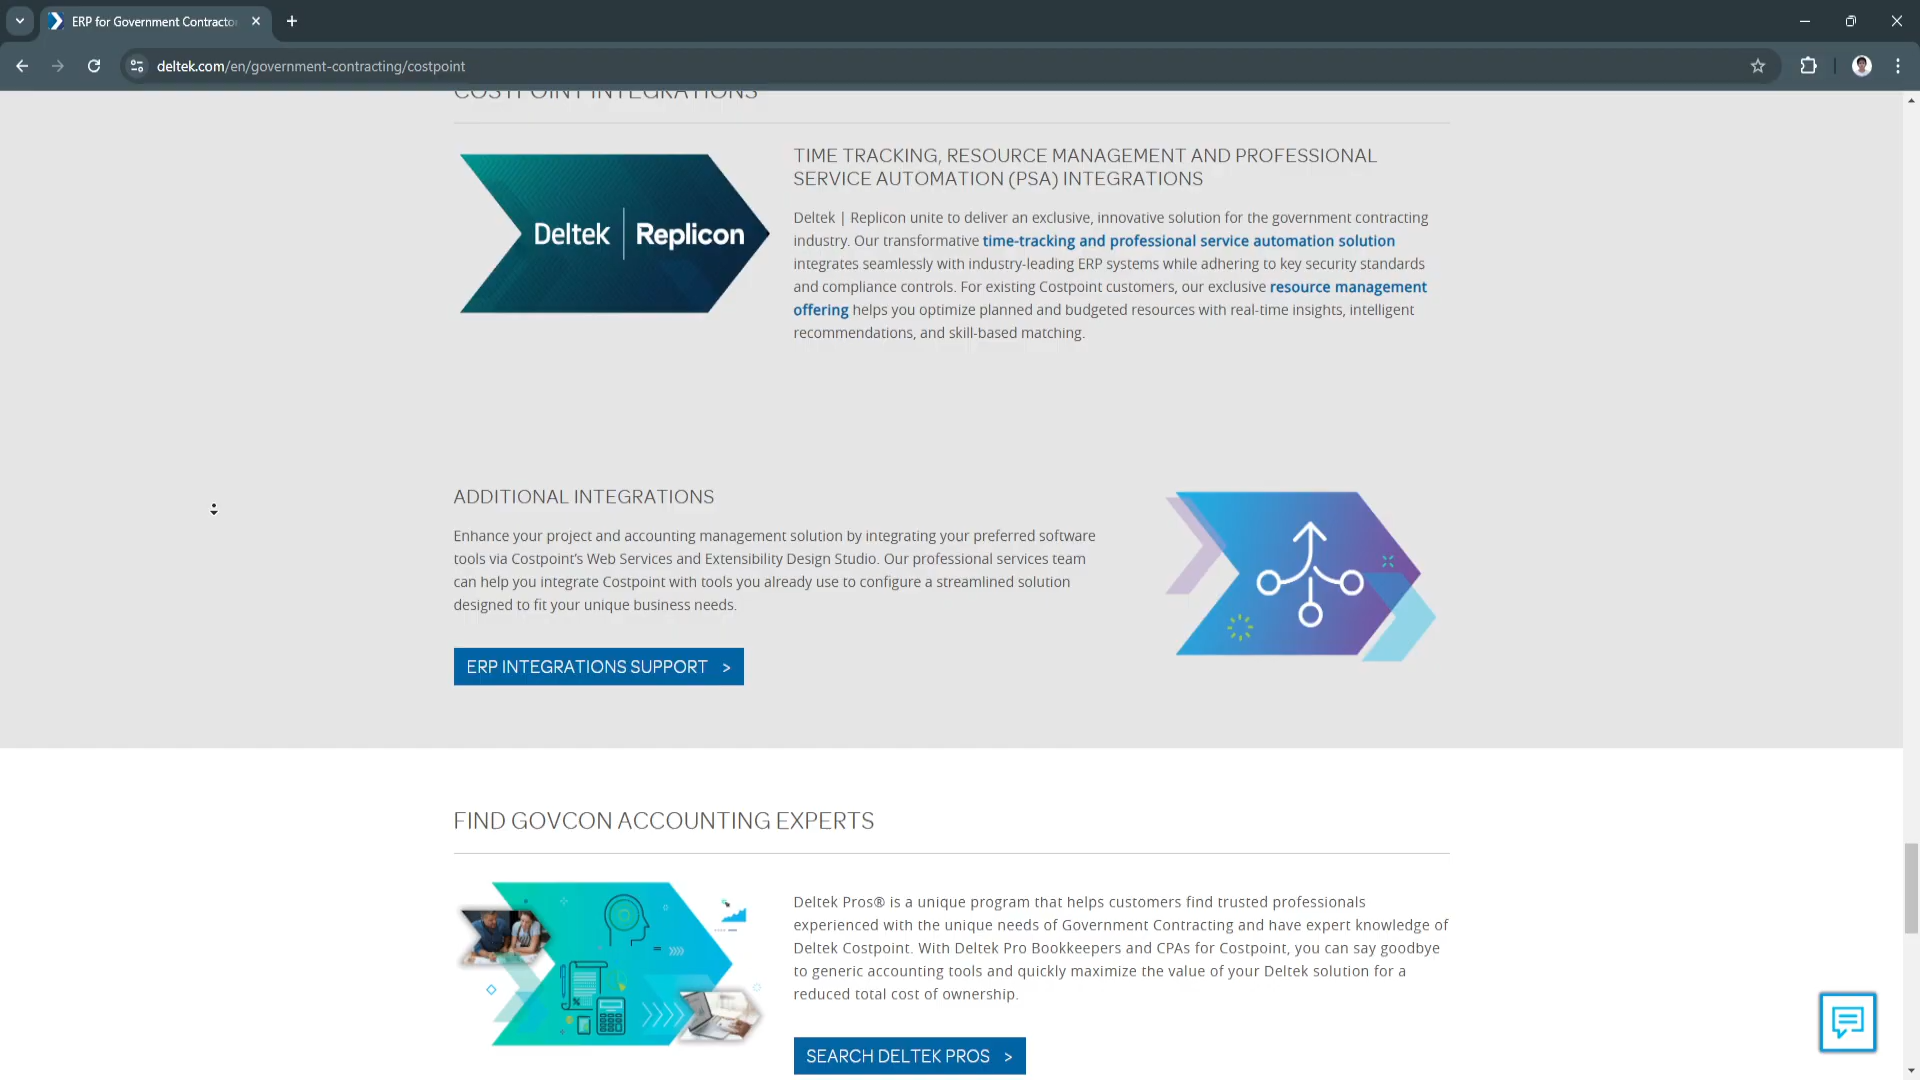 ERP for Government Contracto
deltek.com/en/government-contracting/costpoint
COSTPOINT INTEGRATIONS
Deltek | Replicon
TIME TRACKING, RESOURCE MANAGEMENT AND PROFESSIONAL
SERVICE AUTOMATION (PSA) INTEGRATIONS
Deltek | Replicon unite to deliver an exclusive, innovative solution for the government contracting
industry. Our transformative time-tracking and professional service automation solution
integrates seamlessly with industry-leading ERP systems while adhering to key security standards
and compliance controls. For existing Costpoint customers, our exclusive resource management
offering helps you optimize planned and budgeted resources with real-time insights, intelligent
recommendations, and skill-based matching.
ADDITIONAL INTEGRATIONS
Enhance your project and accounting management solution by integrating your preferred software
tools via Costpoint's Web Services and Extensibility Design Studio. Our professional services team
can help you integrate Costpoint with tools you already use to configure a streamlined solution
designed to fit your unique business needs.
ERP INTEGRATIONS SUPPORT >
FIND GOVCON ACCOUNTING EXPERTS
Deltek Pros® is a unique program that helps customers find trusted professionals
experienced with the unique needs of Government Contracting and have expert knowledge of
Deltek Costpoint. With Deltek Pro Bookkeepers and CPAs for Costpoint, you can say goodbye
to generic accounting tools and quickly maximize the value of your Deltek solution for a
reduced total cost of ownership.
SEARCH DELTEK PROS >